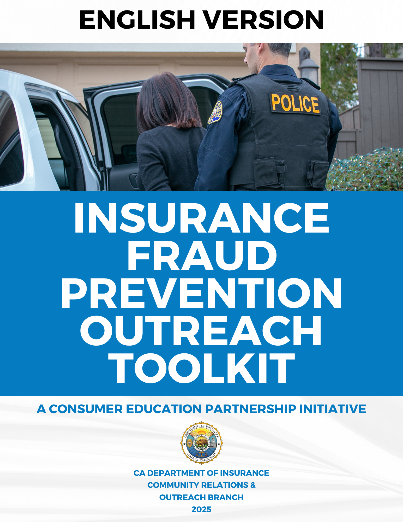 ENGLISH VERSION
POLICE
INSURANCE
FRAUD
PREVENTION
OUTREACH
TOOLKIT
A CONSUMER EDUCATION PARTNERSHIP INITIATIVE
CA DEPARTMENT OF INSURANCE
COMMUNITY RELATIONS &
OUTREACH BRANCH
2025